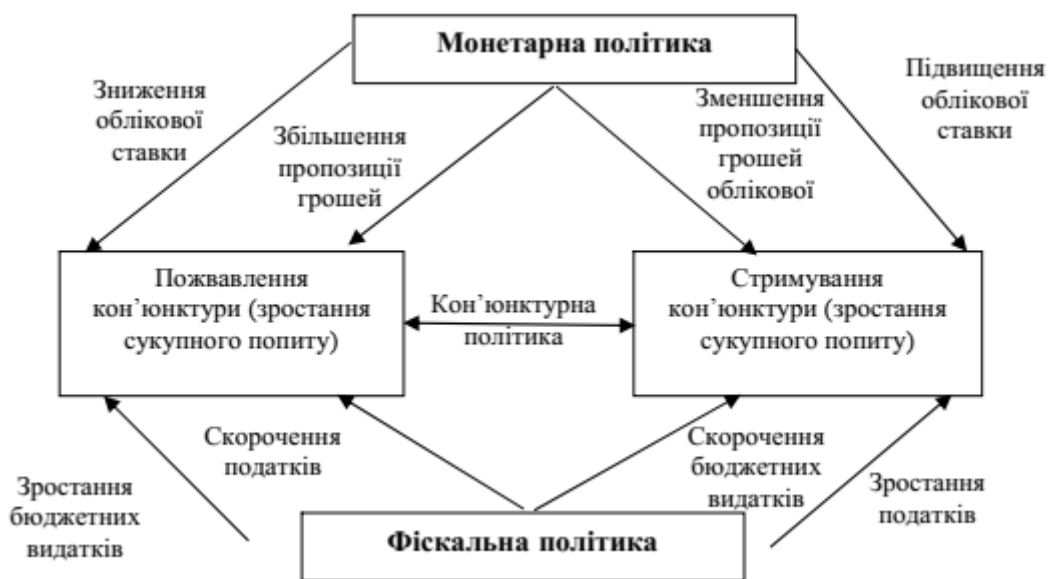 Монетарна політика
Зниження
облікової
ставки
Збільшення
пропозиції
грошей
Зменшення
пропозиції
грошей
облікової
Підвищення
облікової
ставки
Пожвавлення
кон’юнктури (зростання
сукупного попиту)
Кон’юнктурна
політика
Стримування
кон’юнктури (зростання
сукупного попиту)
Зростання
бюджетних
видатків
Скорочення
податків
Скорочення
бюджетних
видатків
Зростання
податків
Фіскальна політика